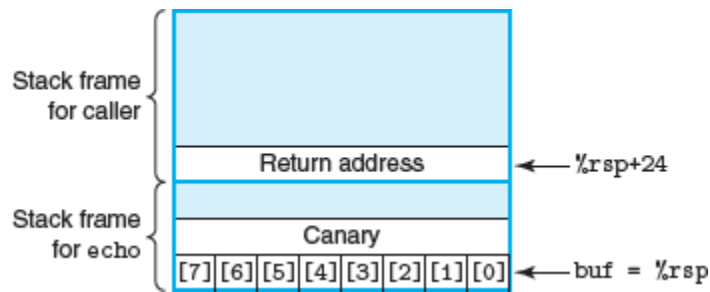 Stack frame
for caller
Return address
%rsp+24
Stack frame
for echo
Canary
[7] [6] [5] [4] [3] [2] [1] [0]
buf = %rsp